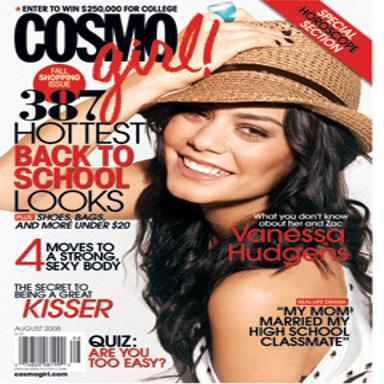 ★ENTER TO WIN $250,000 FOR COLLEGE
COSMO
girl!
SPECIAL
HOROSCOPE
SECTION
FALL
SHOPPING
ISSUE
387
HOTTEST
BACK TO
SCHOOL
LOOKS
PLUS: SHOES, BAGS,
AND MORE UNDER $20
What you don't know
about her and Zac
Vanessa
Hudgens
4 MOVES TO
A STRONG,
SEXY BODY
THE SECRET TO
BEING A GREAT
KISSER
REAL-LIFE DRAMA
"MY MOM
MARRIED MY
HIGH SCHOOL
CLASSMATE"
AUGUST 2008
QUIZ:
ARE YOU
TOO EASY?
cosmogirl.com